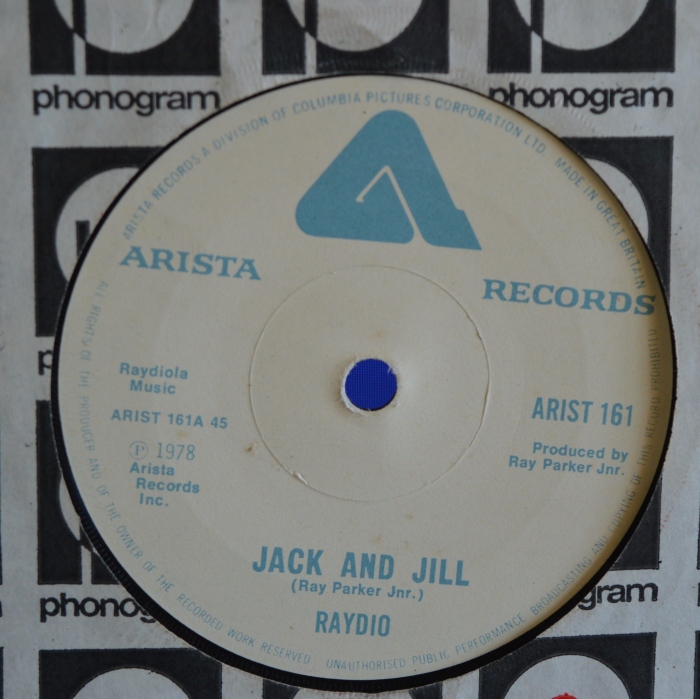 phonogram
phonogram
ARISTA RECORDS A DIVISION OF COLUMBIA PICTURES CORPORATION LTD. MADE IN GREAT BRITAIN
ARISTA
RECORDS
Raydiola
Music
ARIST 161A 45
Ⓟ 1978
Arista
Records
Inc.
ARIST 161
Produced by
Ray Parker Jnr.
JACK AND JILL
(Ray Parker Jnr.)
RAYDIO
ALL RIGHTS OF THE PRODUCER AND OF THE OWNER OF THE RECORDED WORK RESERVED UNAUTHORISED PUBLIC PERFORMANCE BROADCASTING AND COPYING OF THIS RECORD PROHIBITED
p
phonog
gram